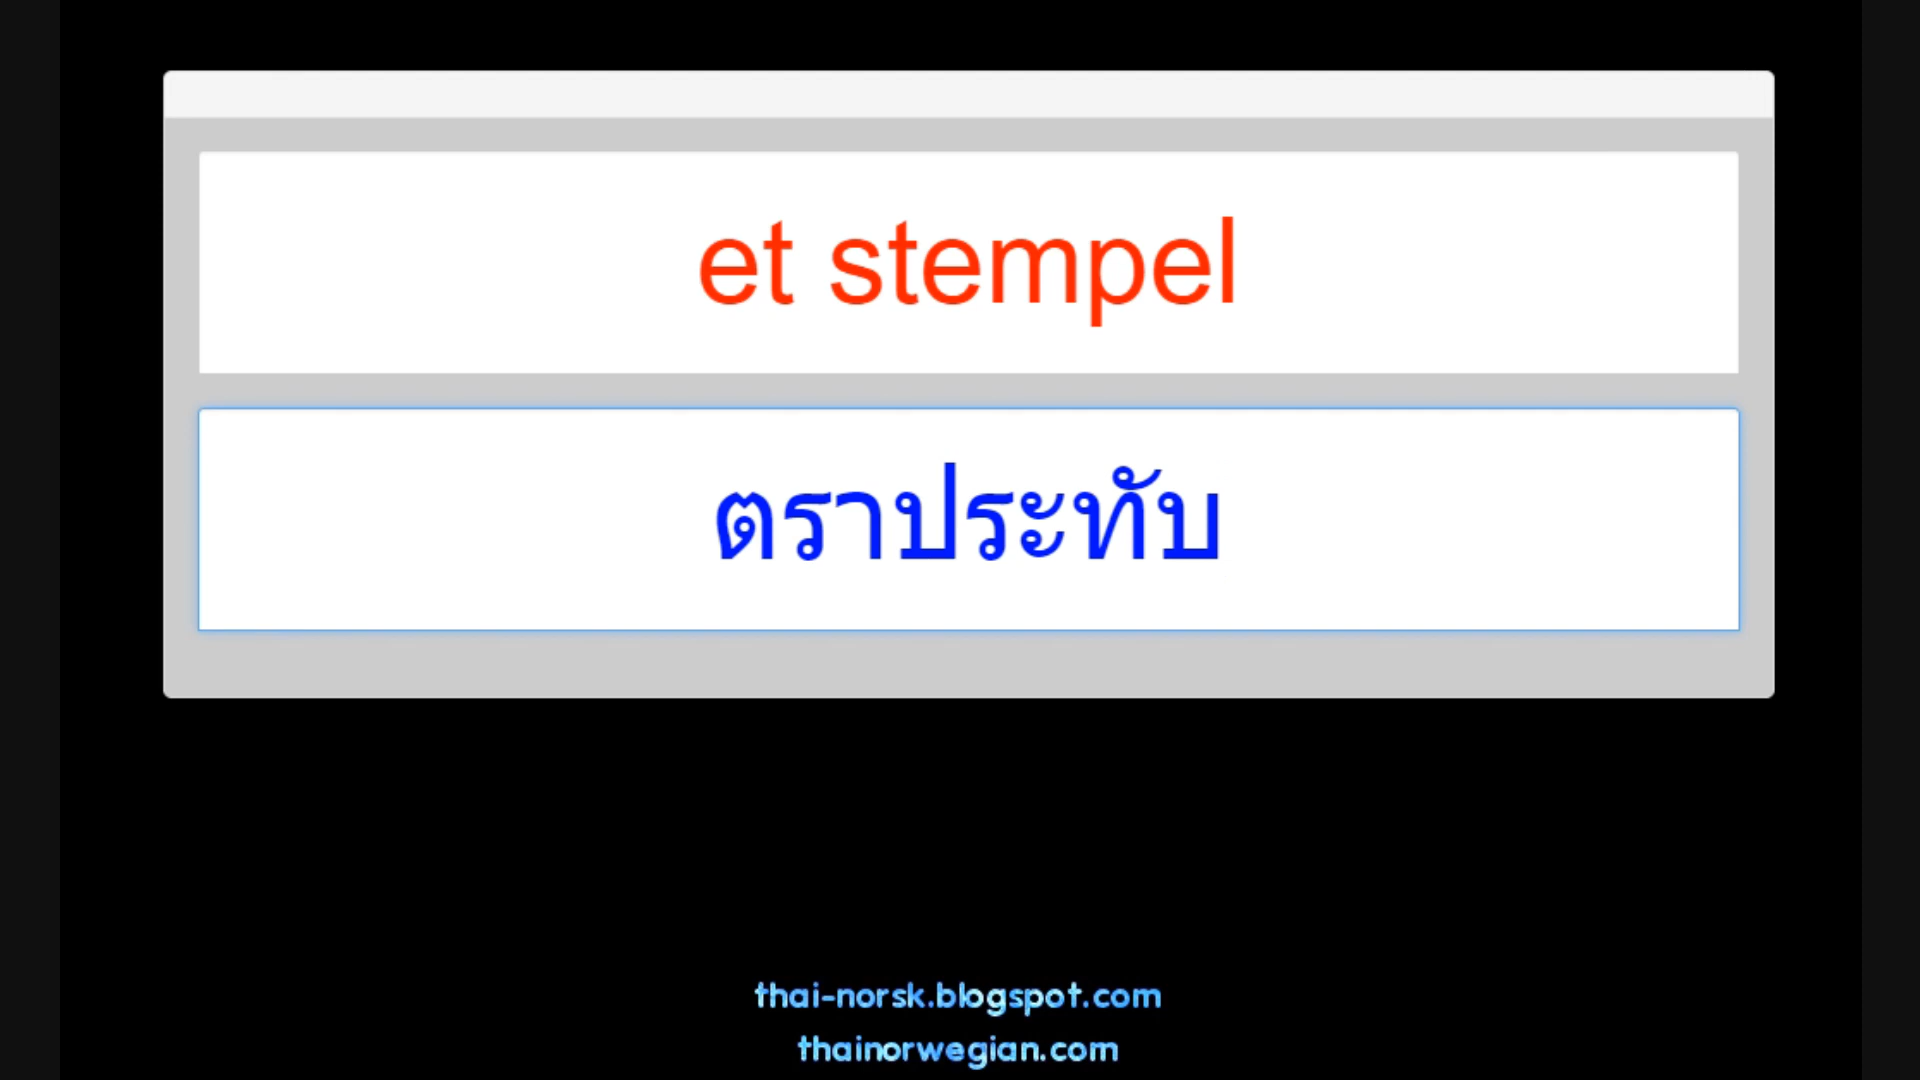 et stempel
ตราประทับ
thai-norsk.blogspot.com
thainorwegian.com